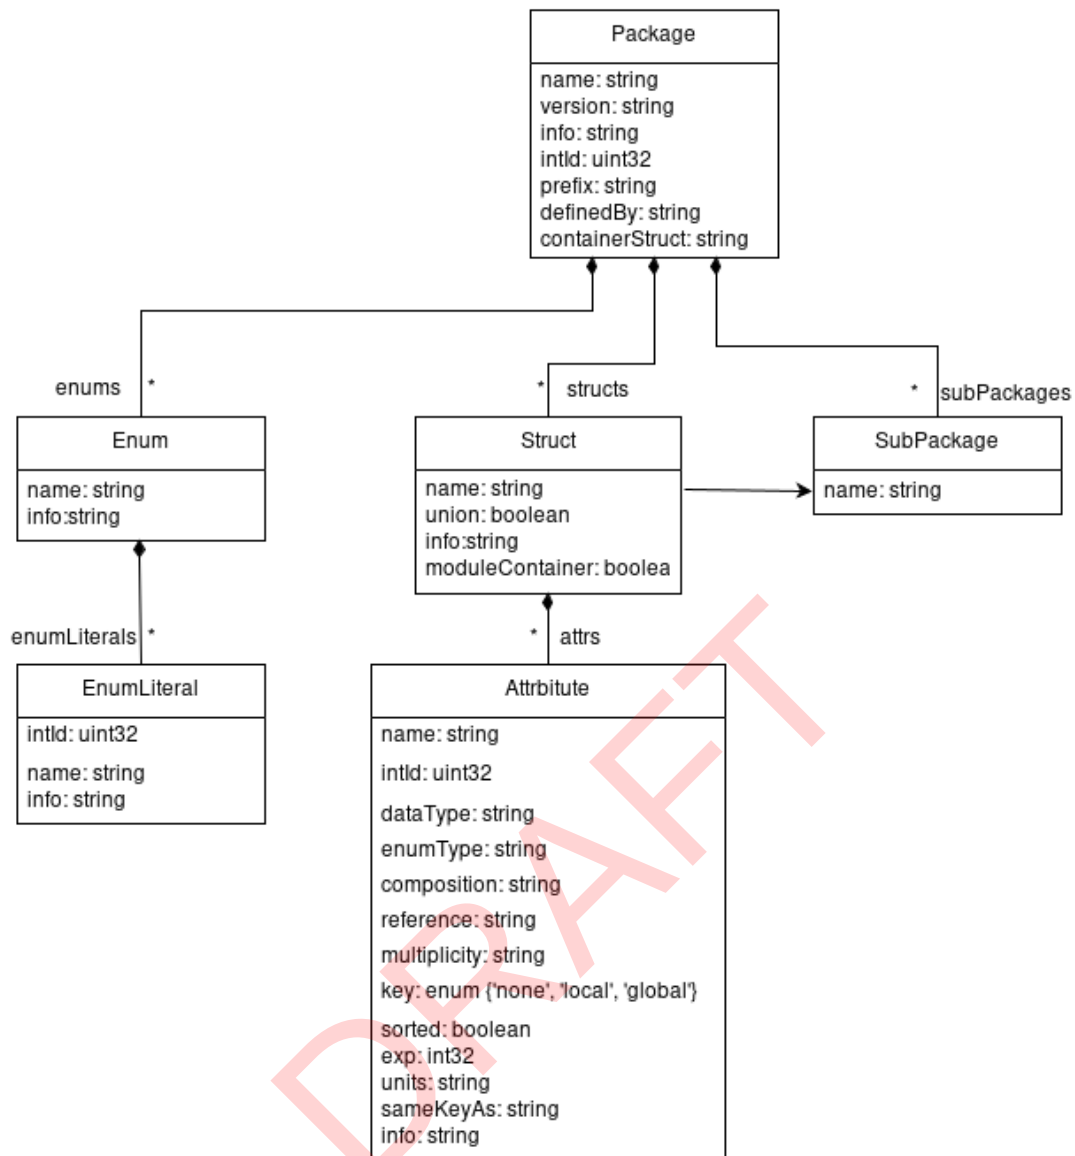 Package
name: string
version: string
info: string
intId: uint32
prefix: string
definedBy: string
containerStruct: string
enums *
* structs
* subPackages
Enum
name: string
info:string
Struct
name: string
union: boolean
info:string
moduleContainer: boolea
SubPackage
name: string
enumLiterals *
* attrs
EnumLiteral
intId: uint32
name: string
info: string
Attrbitute
name: string
intId: uint32
dataType: string
enumType: string
composition: string
reference: string
multiplicity: string
key: enum {'none', 'local', 'global'}
sorted: boolean
exp: int32
units: string
sameKeyAs: string
info: string
DRAFT